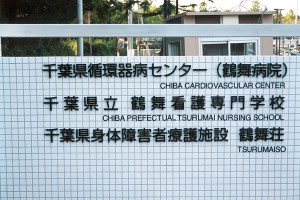 千葉県循環器病センター(鶴舞病院)
CHIBA CARDIOVASCULAR CENTER
千葉県立 鶴舞看護専門学校
CHIBA PREFECTUAL TSURUMAI NURSING SCHOOL
千葉県身体障害者療護施設 鶴舞荘
TSURUMAISO